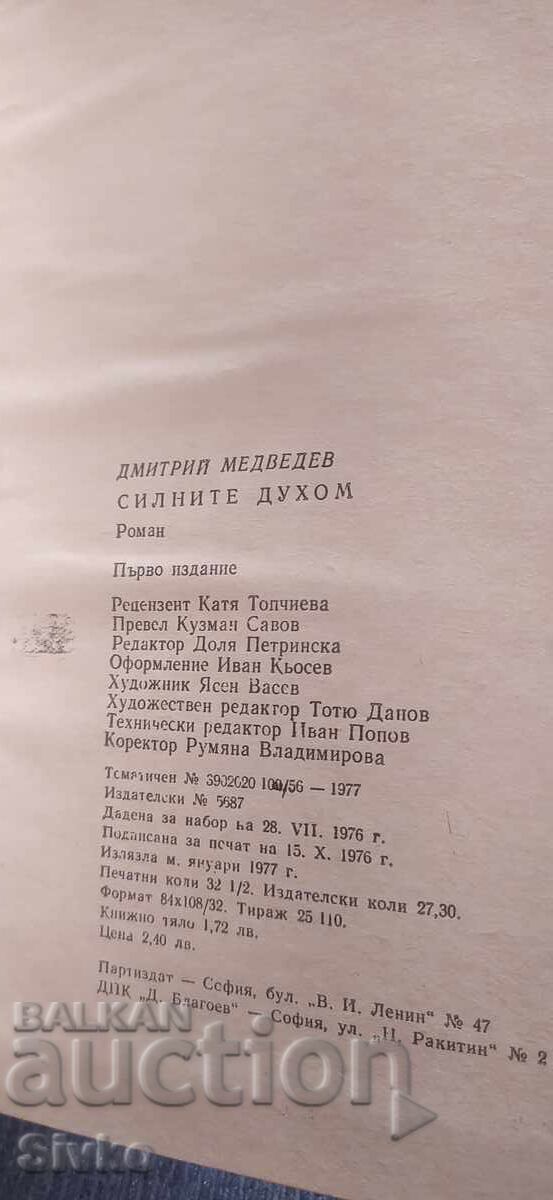 ДМИТРИЙ МЕДВЕДЕВ
СИЛНИТЕ ДУХОМ
Роман
Първо издание
Рецензент Катя Топчиева
Превел Кузман Савов
Редактор Доля Петринска
Оформление Иван Кьосев
Художник Ясен Васев
Художествен редактор Тотю Данов
Технически редактор Иван Попов
Коректор Румяна Владимирова
Тематичен № 3902020 100/56 — 1977
Издателски № 5687
Дадена за набор на 28. VII. 1976 г.
Подписана за печат на 15. X. 1976 г.
Излязла м. януари 1977 г.
Печатни коли 32 1/2. Издателски коли 27,30.
Формат 84х108/32. Тираж 25 110.
Книжно тяло 1,72 лв.
Цена 2,40 лв.
Партиздат — София, бул. „В. И. Ленин“ № 47
ДПК „Д. Благоев“ — София, ул. „Н. Ракитин“ № 2
BALKAN
auction
Sivko